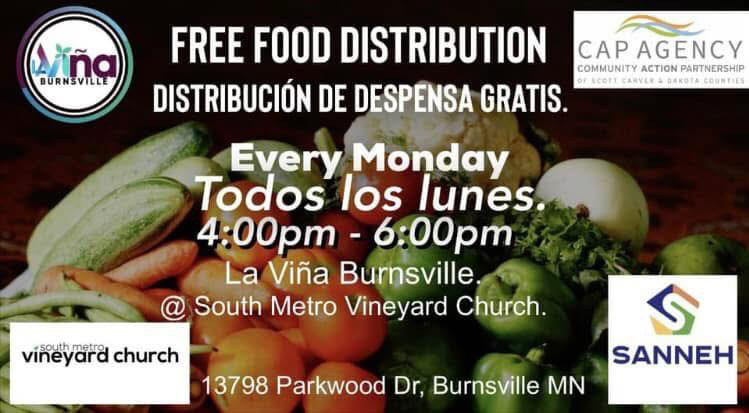 Viña
BURNSVILLE
FREE FOOD DISTRIBUTION
DISTRIBUCIÓN DE DESPENSA GRATIS.
CAP AGENCY
COMMUNITY ACTION PARTNERSHIP
OF SCOTT CARVER & DAKOTA COUNTIES
Every Monday
Todos los lunes.
4:00pm - 6:00pm
La Viña Burnsville.
@ South Metro Vineyard Church.
south metro
vineyard church
SANNEH
13798 Parkwood Dr, Burnsville MN